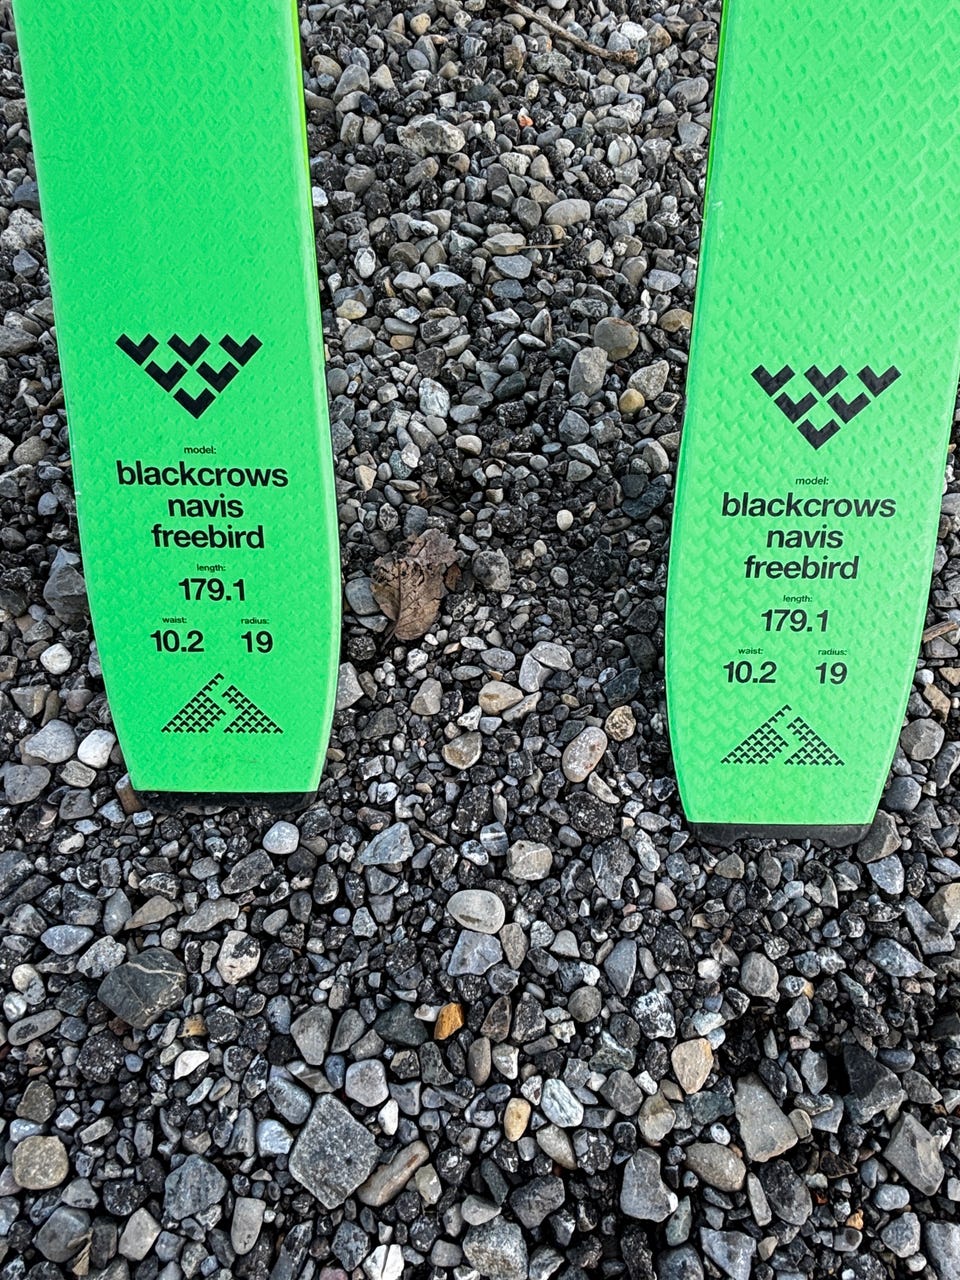 model:
blackcrows
navis
freebird
length:
179.1
waist: radius:
10.2 19
model:
blackcrows
navis
freebird
length:
179.1
waist: radius:
10.2 19